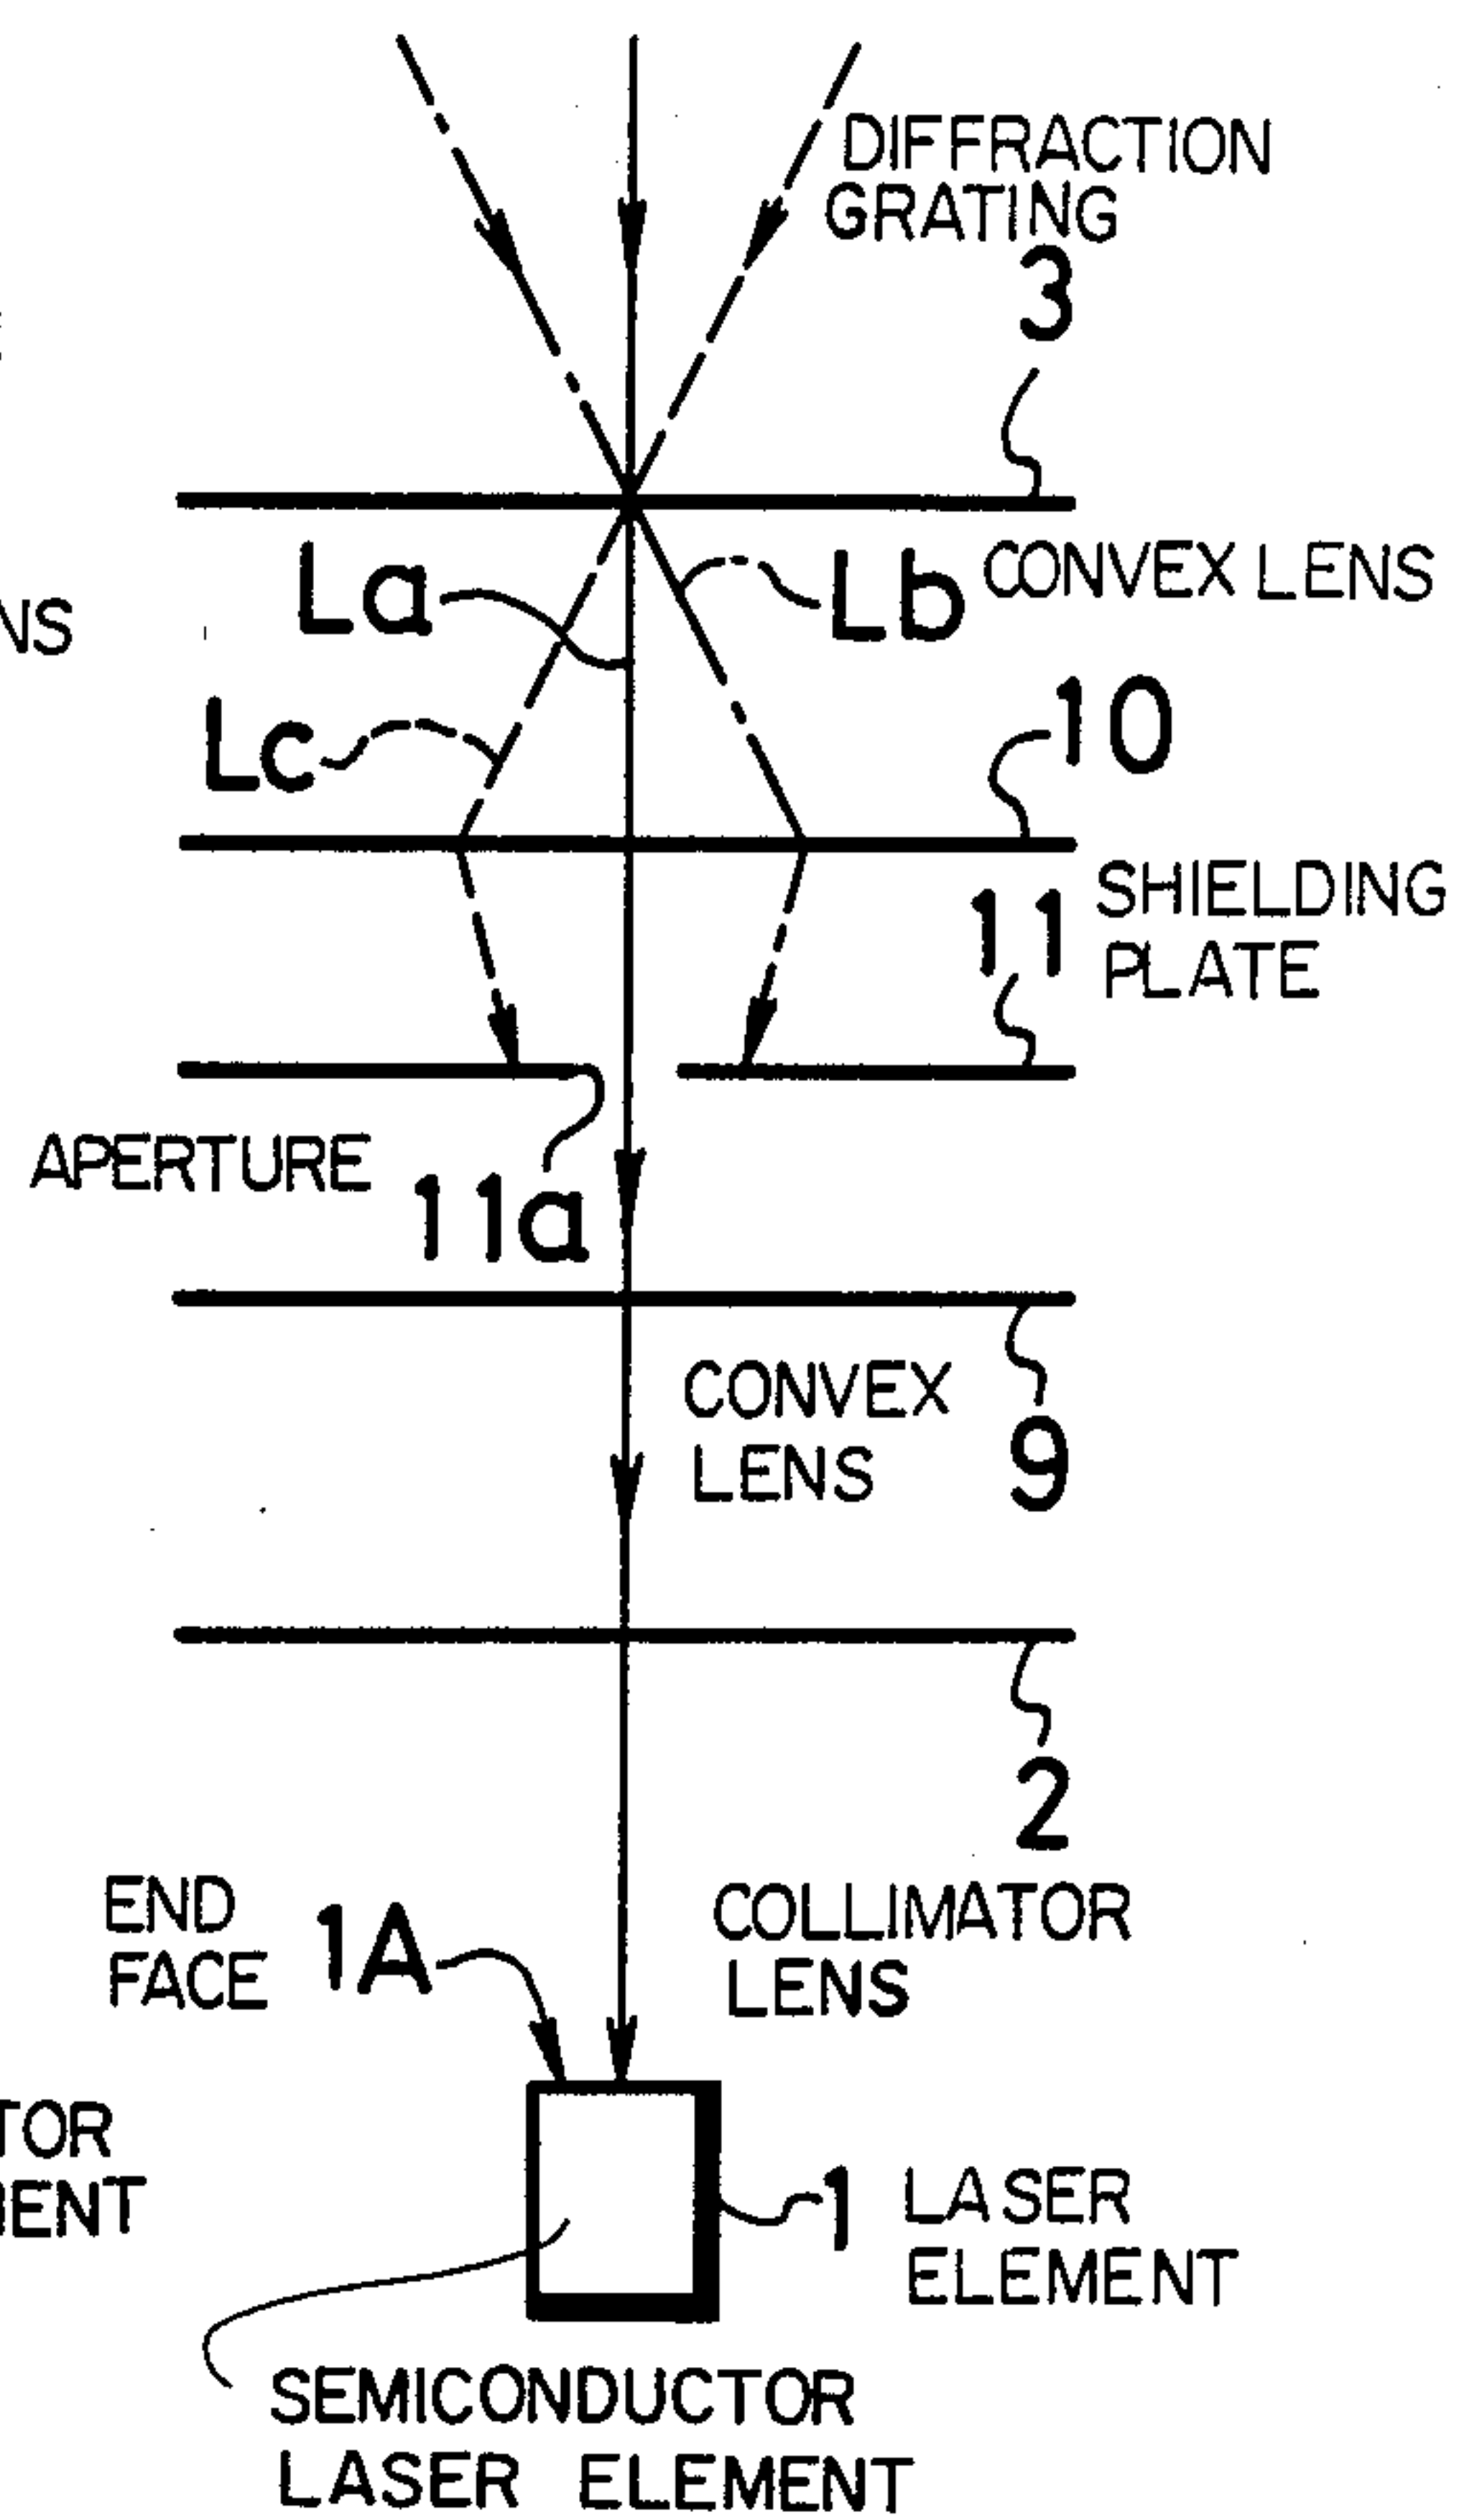 DIFFRACTION
GRATING
3
La
Lb
CONVEX LENS
NS
Lc
10
11
SHIELDING
PLATE
APERTURE
11a
CONVEX
LENS
9
2
END
FACE
1A
COLLIMATOR
LENS
TOR
MENT
1
LASER
ELEMENT
SEMICONDUCTOR
LASER ELEMENT